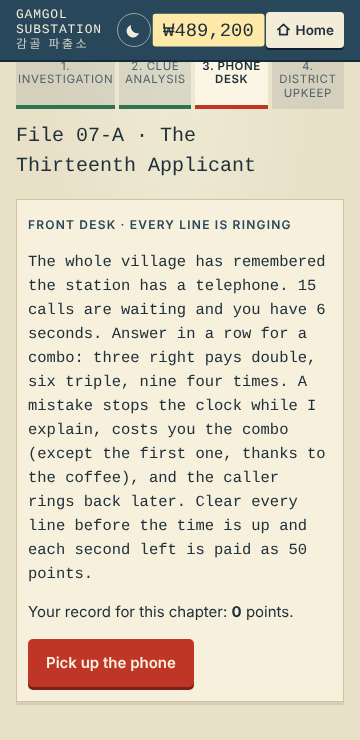 GAMGOL
SUBSTATION
감골 파출소
₩489,200
Home
1.
INVESTIGATION
2. CLUE
ANALYSIS
3. PHONE
DESK
4.
DISTRICT
UPKEEP
File 07-A · The
Thirteenth Applicant
FRONT DESK · EVERY LINE IS RINGING
The whole village has remembered
the station has a telephone. 15
calls are waiting and you have 6
seconds. Answer in a row for a
combo: three right pays double,
six triple, nine four times. A
mistake stops the clock while I
explain, costs you the combo
(except the first one, thanks to
the coffee), and the caller
rings back later. Clear every
line before the time is up and
each second left is paid as 50
points.
Your record for this chapter: 0 points.
Pick up the phone